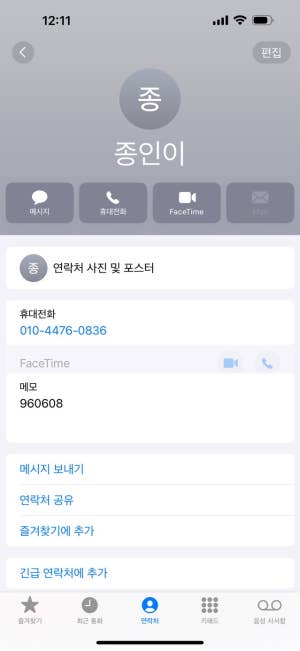 12:11
편집
종
종인이
메시지
휴대전화
FaceTime
Mail
종 연락처 사진 및 포스터
휴대전화
010-4476-0836
FaceTime
메모
960608
메시지 보내기
연락처 공유
즐겨찾기에 추가
긴급 연락처에 추가
즐겨찾기
최근 통화
연락처
키패드
음성 사서함